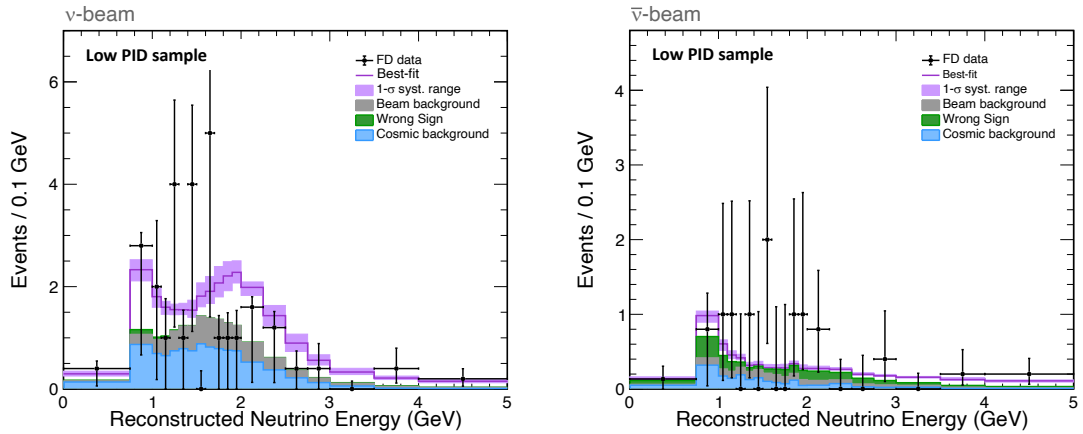 ν-beam
Low PID sample
FD data
Best-fit
1-σ syst. range
Beam background
Wrong Sign
Cosmic background
Events / 0.1 GeV
6
4
2
0
0 1 2 3 4 5
Reconstructed Neutrino Energy (GeV)
ν̅-beam
Low PID sample
FD data
Best-fit
1-σ syst. range
Beam background
Wrong Sign
Cosmic background
Events / 0.1 GeV
4
2
0
0 1 2 3 4 5
Reconstructed Neutrino Energy (GeV)